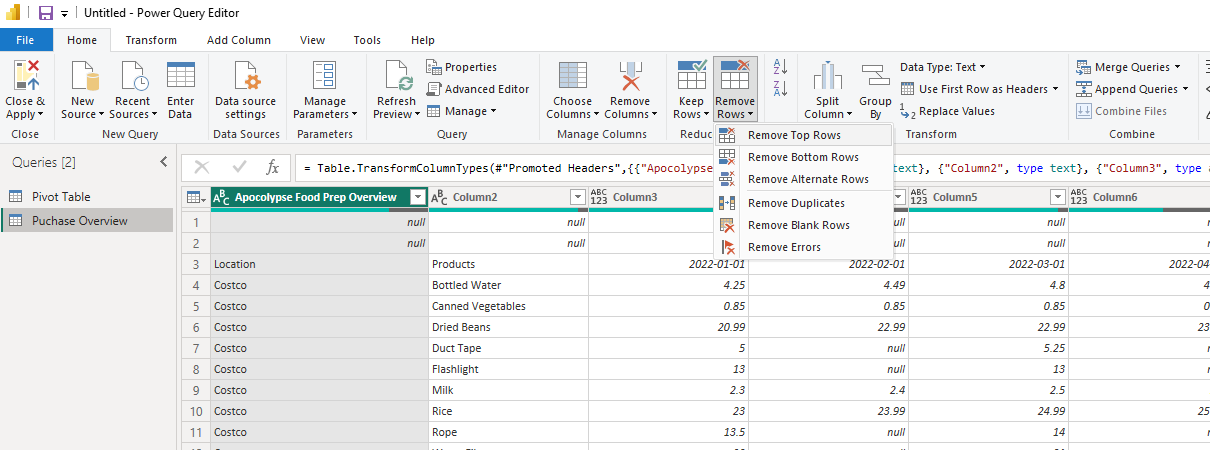 Untitled - Power Query Editor
File Home Transform Add Column View Tools Help
Close & Apply
New Source
Recent Sources
Enter Data
Data source settings
Manage Parameters
Refresh Preview
Properties
Advanced Editor
Manage
Choose Columns
Remove Columns
Keep Rows
Remove Rows
Split Column
Group By
Data Type: Text
Use First Row as Headers
Replace Values
Merge Queries
Append Queries
Combine Files
Close New Query Data Sources Parameters Query Manage Columns Reduc Transform Combine
Remove Top Rows
Remove Bottom Rows
Remove Alternate Rows
Remove Duplicates
Remove Blank Rows
Remove Errors
Queries [2]
Pivot Table
Puchase Overview
= Table.TransformColumnTypes(#"Promoted Headers",{{"Apocolypse text}, {"Column2", type text}, {"Column3", type
Apocolypse Food Prep Overview Column2 Column3 Column5 Column6
1 null null null null
2 null null null null
3 Location Products 2022-01-01 2022-02-01 2022-03-01 2022-04-
4 Costco Bottled Water 4.25 4.49 4.8 4
5 Costco Canned Vegetables 0.85 0.85 0.85 0
6 Costco Dried Beans 20.99 22.99 22.99 23
7 Costco Duct Tape 5 null 5.25
8 Costco Flashlight 13 null 13
9 Costco Milk 2.3 2.4 2.5
10 Costco Rice 23 23.99 24.99 25
11 Costco Rope 13.5 null 14